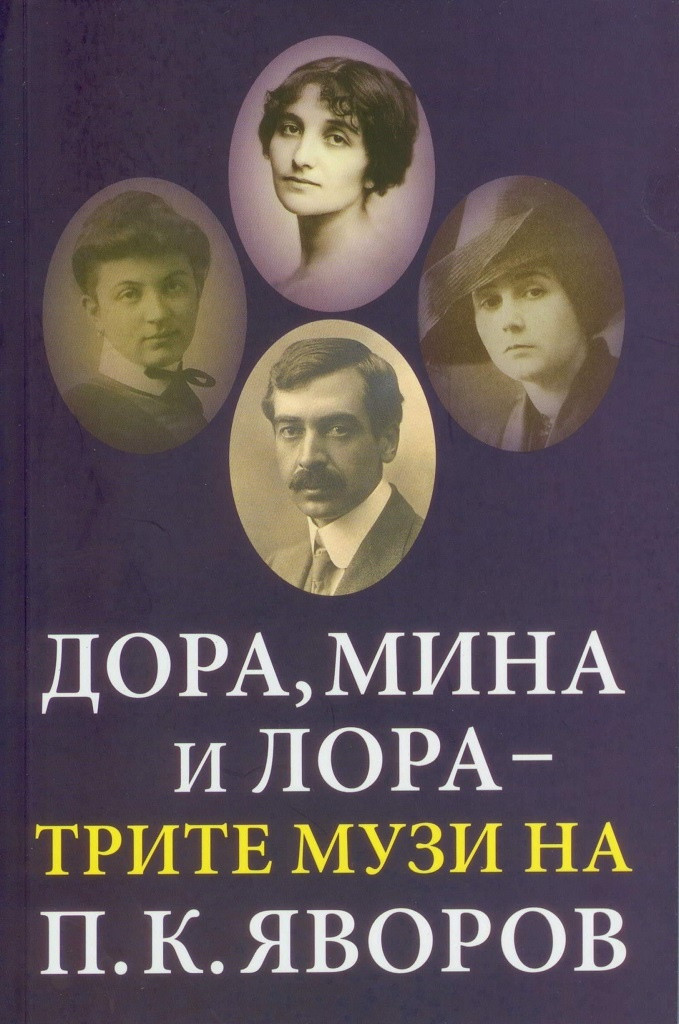 ДОРА, МИНА
И ЛОРА –
ТРИТЕ МУЗИ НА
П. К. ЯВОРОВ